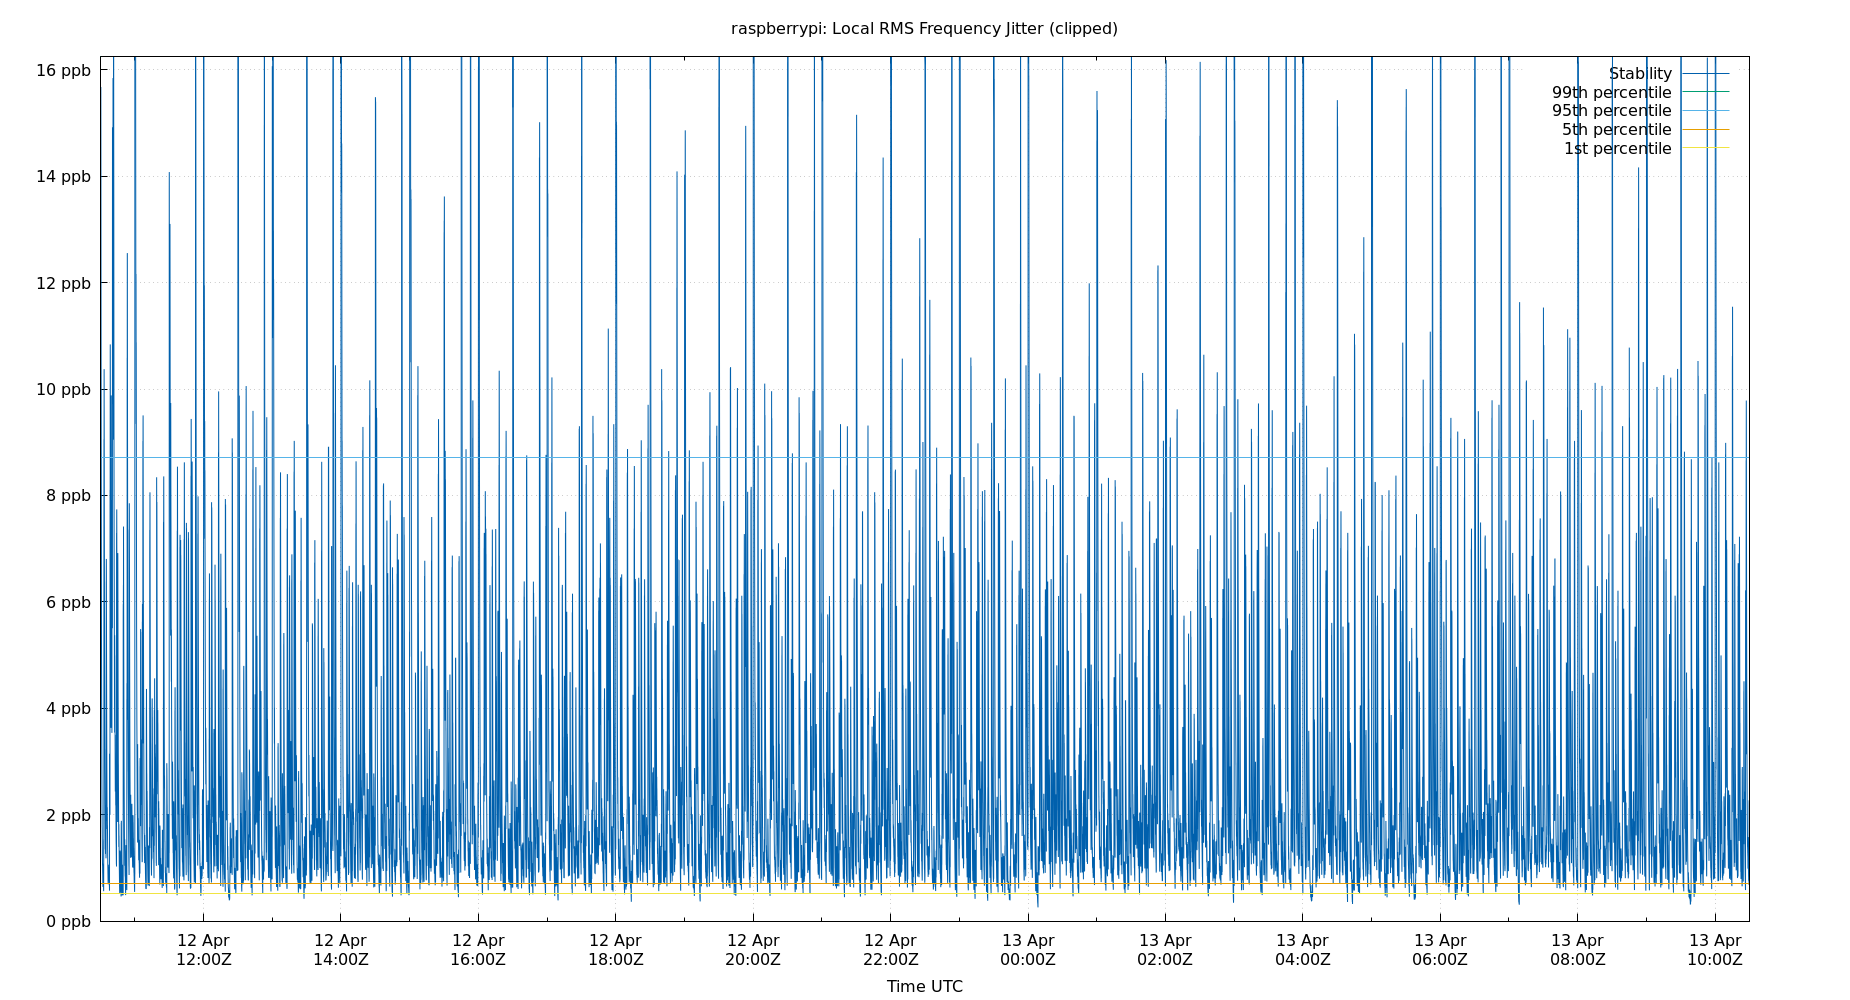 raspberrypi: Local RMS Frequency Jitter (clipped)
16 ppb
14 ppb
12 ppb
10 ppb
8 ppb
6 ppb
4 ppb
2 ppb
0 ppb
Stability
99th percentile
95th percentile
5th percentile
1st percentile
12 Apr
12:00Z
12 Apr
14:00Z
12 Apr
16:00Z
12 Apr
18:00Z
12 Apr
20:00Z
12 Apr
22:00Z
13 Apr
00:00Z
13 Apr
02:00Z
13 Apr
04:00Z
13 Apr
06:00Z
13 Apr
08:00Z
13 Apr
10:00Z
Time UTC